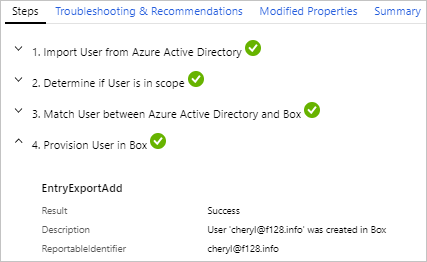 Steps Troubleshooting & Recommendations Modified Properties Summary
1. Import User from Azure Active Directory
2. Determine if User is in scope
3. Match User between Azure Active Directory and Box
4. Provision User in Box
EntryExportAdd
Result Success
Description User 'cheryl@f128.info' was created in Box
ReportableIdentifier cheryl@f128.info